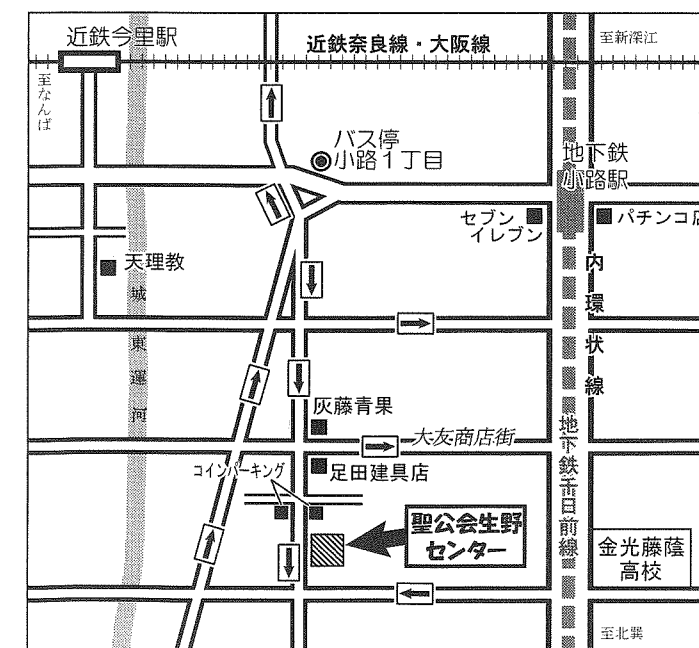 近鉄今里駅
近鉄奈良線・大阪線
至新深江
至なんば
バス停
小路1丁目
地下鉄
小路駅
セブン
イレブン
パチンコ店
天理教
城東運河
内環状線
灰藤青果
大友商店街
コインパーキング
足田建具店
地下鉄千日前線
聖公会生野
センター
金光藤蔭
高校
至北巽